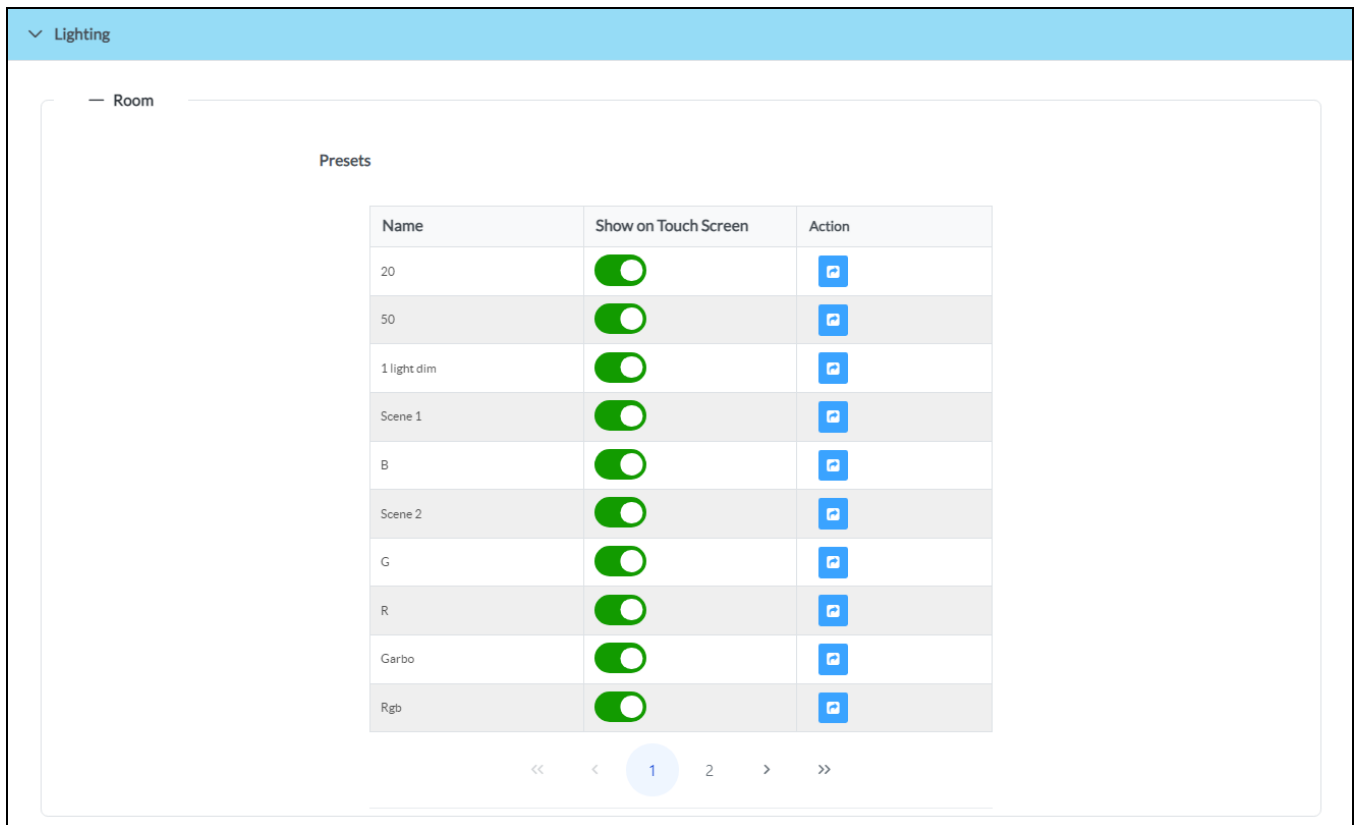 Lighting
Room
Presets
Name Show on Touch Screen Action
20
50
1 light dim
Scene 1
B
Scene 2
G
R
Garbo
Rgb
1 2